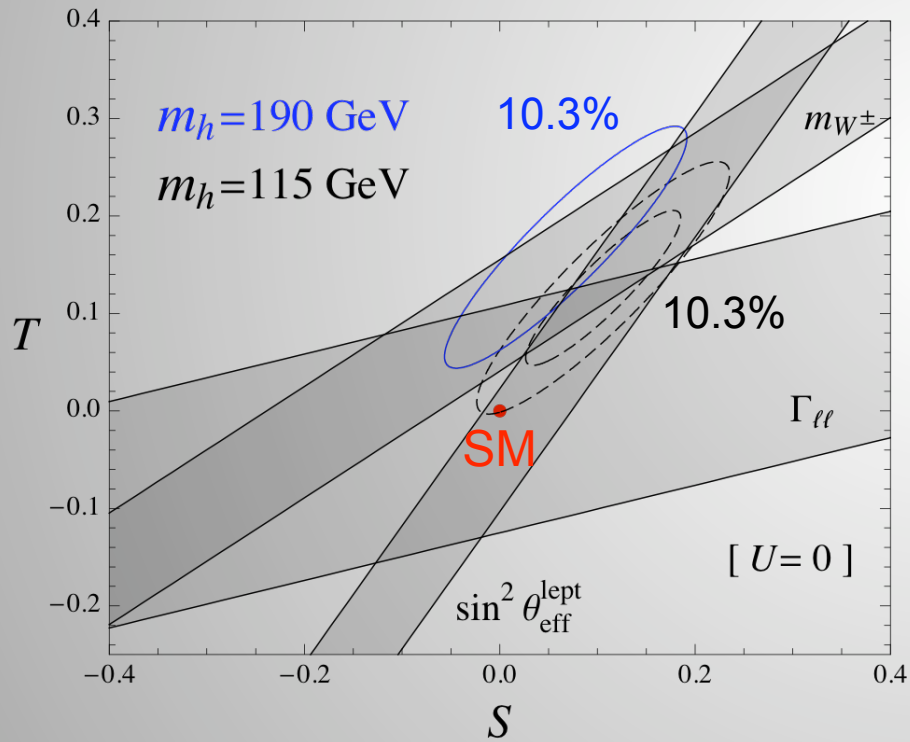 0.4
0.3
0.2
0.1
0.0
−0.1
−0.2
T
m_h=190 GeV
10.3%
m_W±
m_h=115 GeV
10.3%
Γ_ℓℓ
SM
[ U= 0 ]
sin² θ_eff^lept
−0.4
−0.2
0.0
0.2
0.4
S